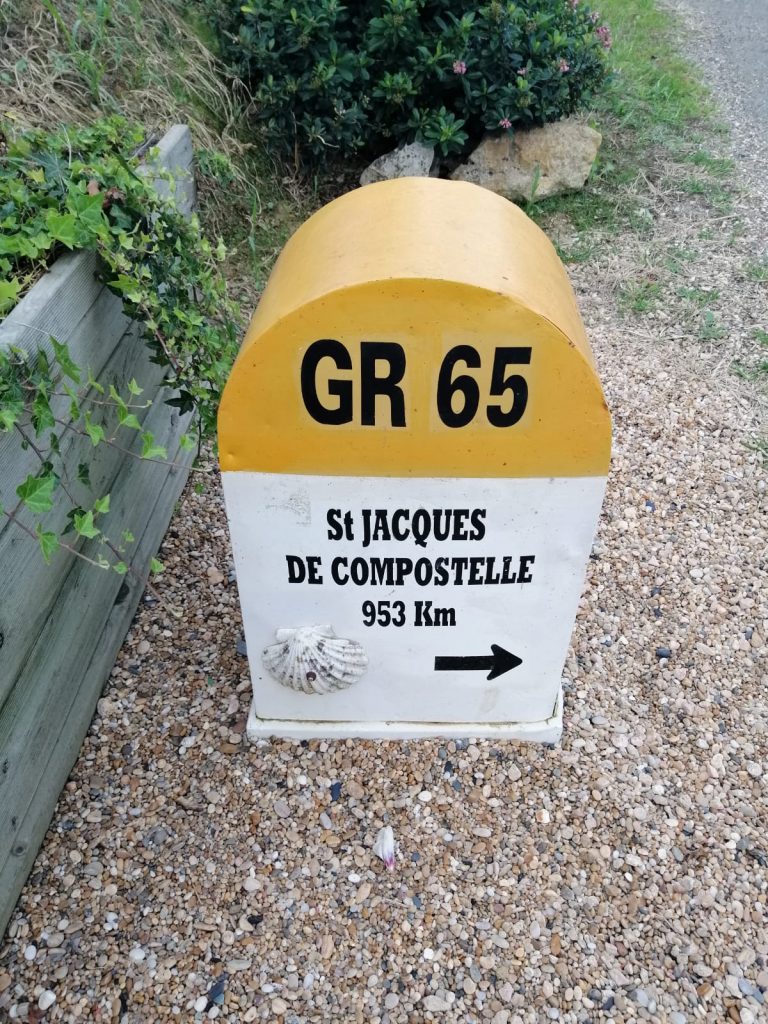 GR 65
St JACQUES
DE COMPOSTELLE
953 Km